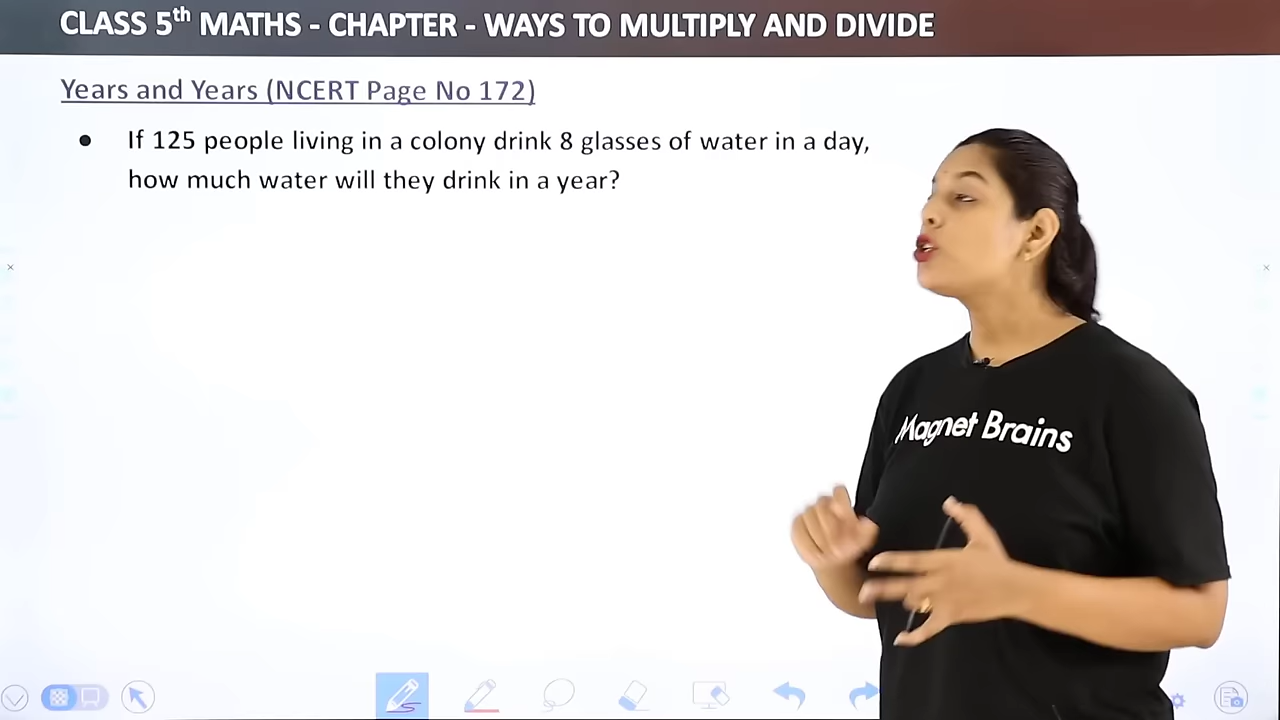 CLASS 5th MATHS - CHAPTER - WAYS TO MULTIPLY AND DIVIDE
Years and Years (NCERT Page No 172)
● If 125 people living in a colony drink 8 glasses of water in a day,
how much water will they drink in a year?
Magnet Brains